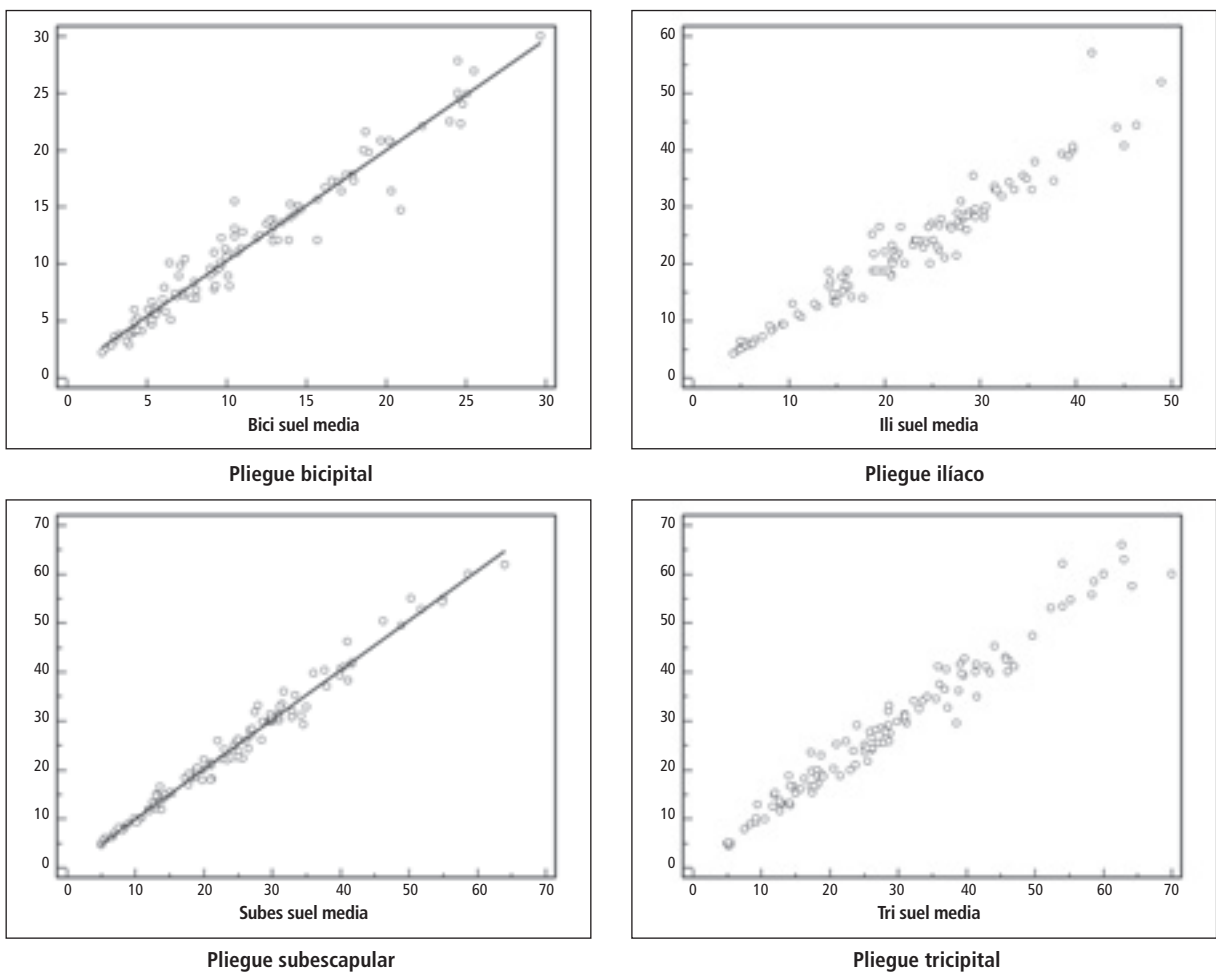 30
25
20
15
10
5
0
0 5 10 15 20 25 30
Bici suel media
Pliegue bicipital
60
50
40
30
20
10
0
0 10 20 30 40 50
Ili suel media
Pliegue ilíaco
70
60
50
40
30
20
10
0
0 10 20 30 40 50 60 70
Subes suel media
Pliegue subescapular
70
60
50
40
30
20
10
0
0 10 20 30 40 50 60 70
Tri suel media
Pliegue tricipital